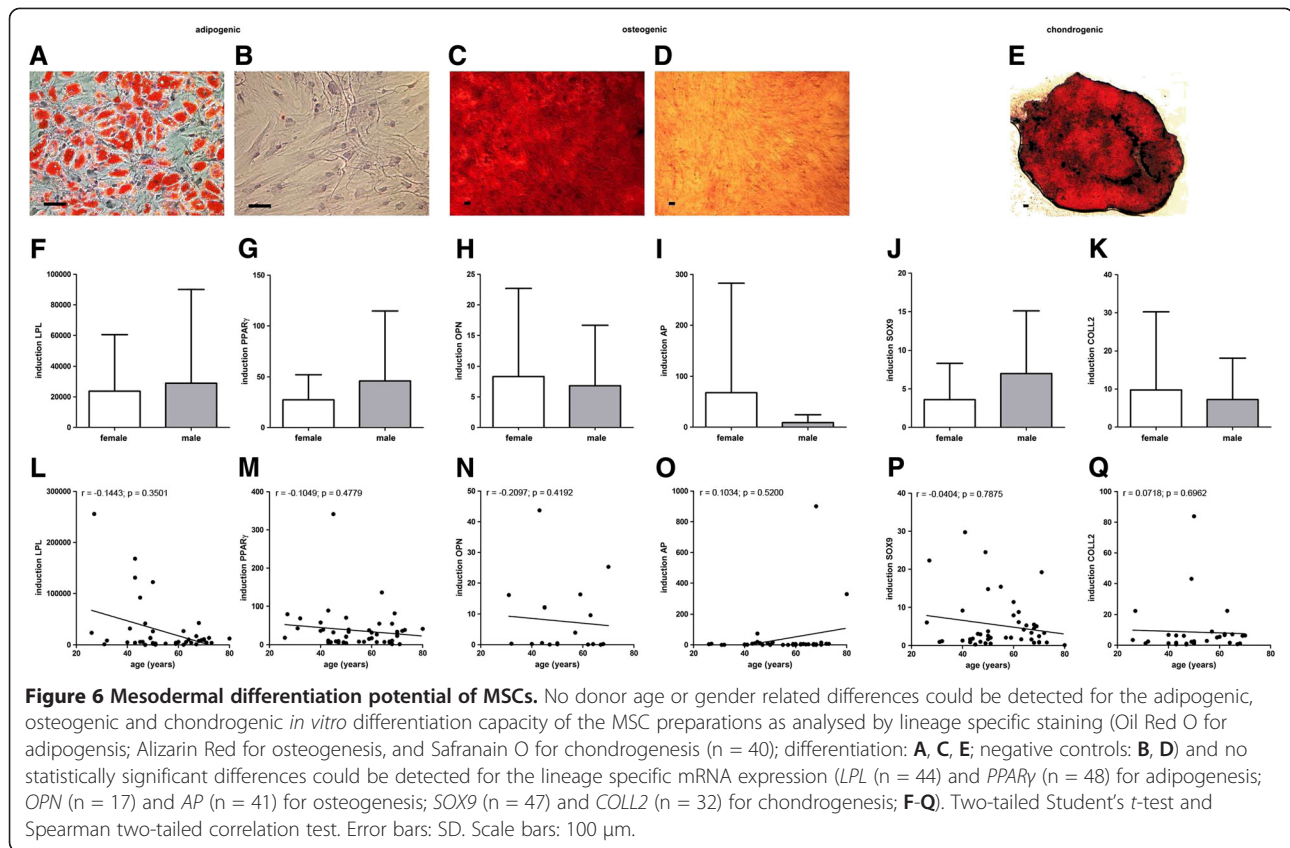 adipogenic osteogenic chondrogenic
A B C D E
F G H I J K
induction LPL
100000
80000
60000
40000
20000
0
female male
induction PPARγ
150
100
50
0
female male
induction OPN
25
20
15
10
5
0
female male
induction AP
300
200
100
0
female male
induction SOX9
20
15
10
5
0
female male
induction COLL2
40
30
20
10
0
female male
L M N O P Q
r = -0.1443; p = 0.3501
induction LPL
300000
200000
100000
0
20 40 60 80
age (years)
r = -0.1049; p = 0.4779
induction PPARγ
400
300
200
100
0
20 40 60 80
age (years)
r = -0.2097; p = 0.4192
induction OPN
50
40
30
20
10
0
20 40 60 80
age (years)
r = 0.1034; p = 0.5200
induction AP
1000
800
600
400
200
0
20 40 60 80
age (years)
r = -0.0404; p = 0.7875
induction SOX9
40
30
20
10
0
20 40 60 80
age (years)
r = 0.0718; p = 0.6962
induction COLL2
100
80
60
40
20
0
20 40 60 80
age (years)
Figure 6 Mesodermal differentiation potential of MSCs. No donor age or gender related differences could be detected for the adipogenic,
osteogenic and chondrogenic in vitro differentiation capacity of the MSC preparations as analysed by lineage specific staining (Oil Red O for
adipogensis; Alizarin Red for osteogenesis, and Safranain O for chondrogenesis (n = 40); differentiation: A, C, E; negative controls: B, D) and no
statistically significant differences could be detected for the lineage specific mRNA expression (LPL (n = 44) and PPARγ (n = 48) for adipogenesis;
OPN (n = 17) and AP (n = 41) for osteogenesis; SOX9 (n = 47) and COLL2 (n = 32) for chondrogenesis; F-Q). Two-tailed Student's t-test and
Spearman two-tailed correlation test. Error bars: SD. Scale bars: 100 μm.